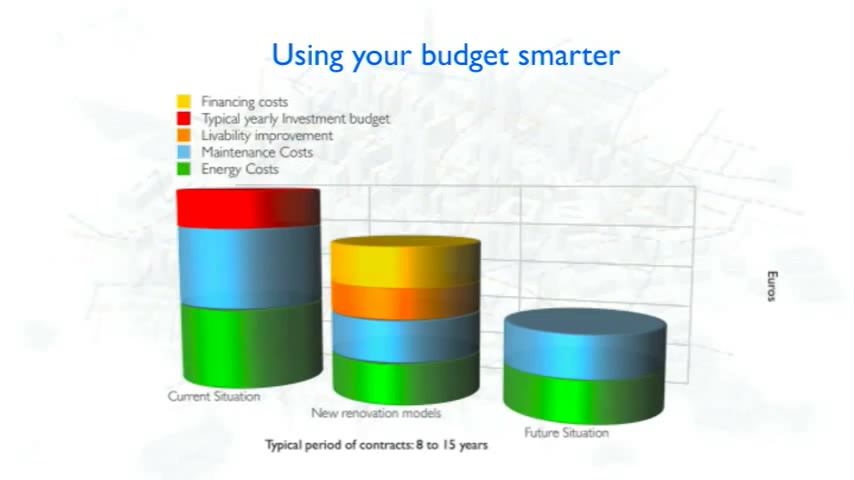 Using your budget smarter
Financing costs
Typical yearly Investment budget
Livability improvement
Maintenance Costs
Energy Costs
Euros
Current Situation
New renovation models
Future Situation
Typical period of contracts: 8 to 15 years